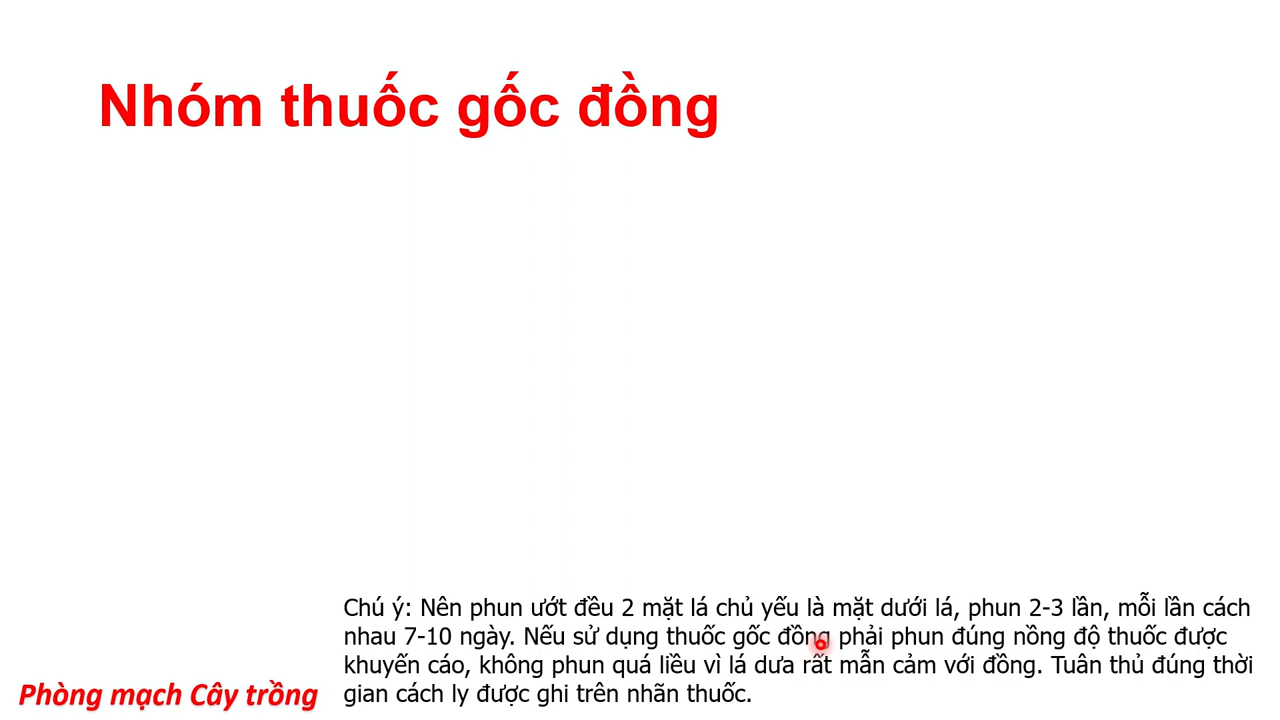 Nhóm thuốc gốc đồng
Chú ý: Nên phun ướt đều 2 mặt lá chủ yếu là mặt dưới lá, phun 2-3 lần, mỗi lần cách
nhau 7-10 ngày. Nếu sử dụng thuốc gốc đồng phải phun đúng nồng độ thuốc được
khuyến cáo, không phun quá liều vì lá dưa rất mẫn cảm với đồng. Tuân thủ đúng thời
gian cách ly được ghi trên nhãn thuốc.
Phòng mạch Cây trồng